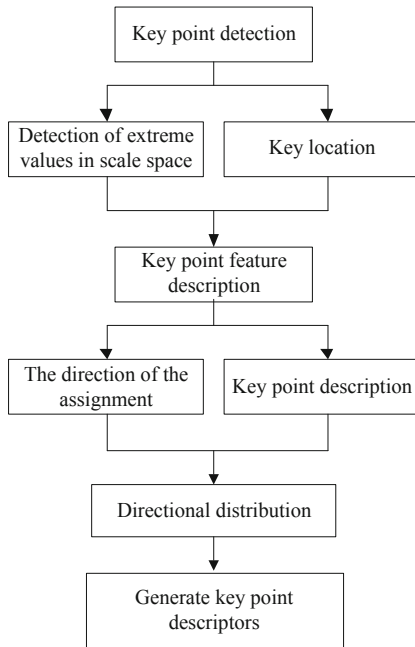 Key point detection
Detection of extreme
values in scale space
Key location
Key point feature
description
The direction of the
assignment
Key point description
Directional distribution
Generate key point
descriptors